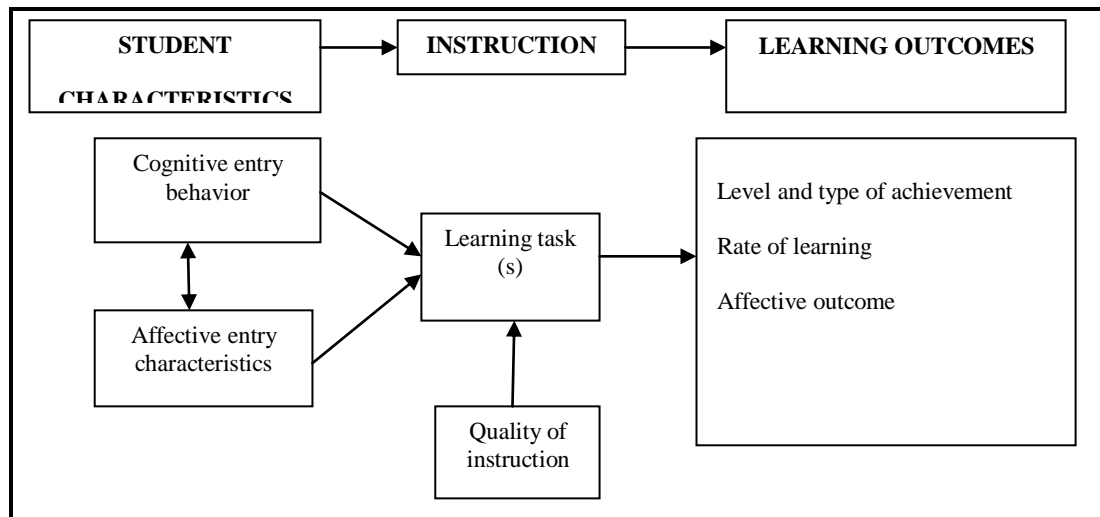 STUDENT
CHARACTERISTICS
INSTRUCTION
LEARNING OUTCOMES
Cognitive entry
behavior
Affective entry
characteristics
Learning task
(s)
Quality of
instruction
Level and type of achievement
Rate of learning
Affective outcome